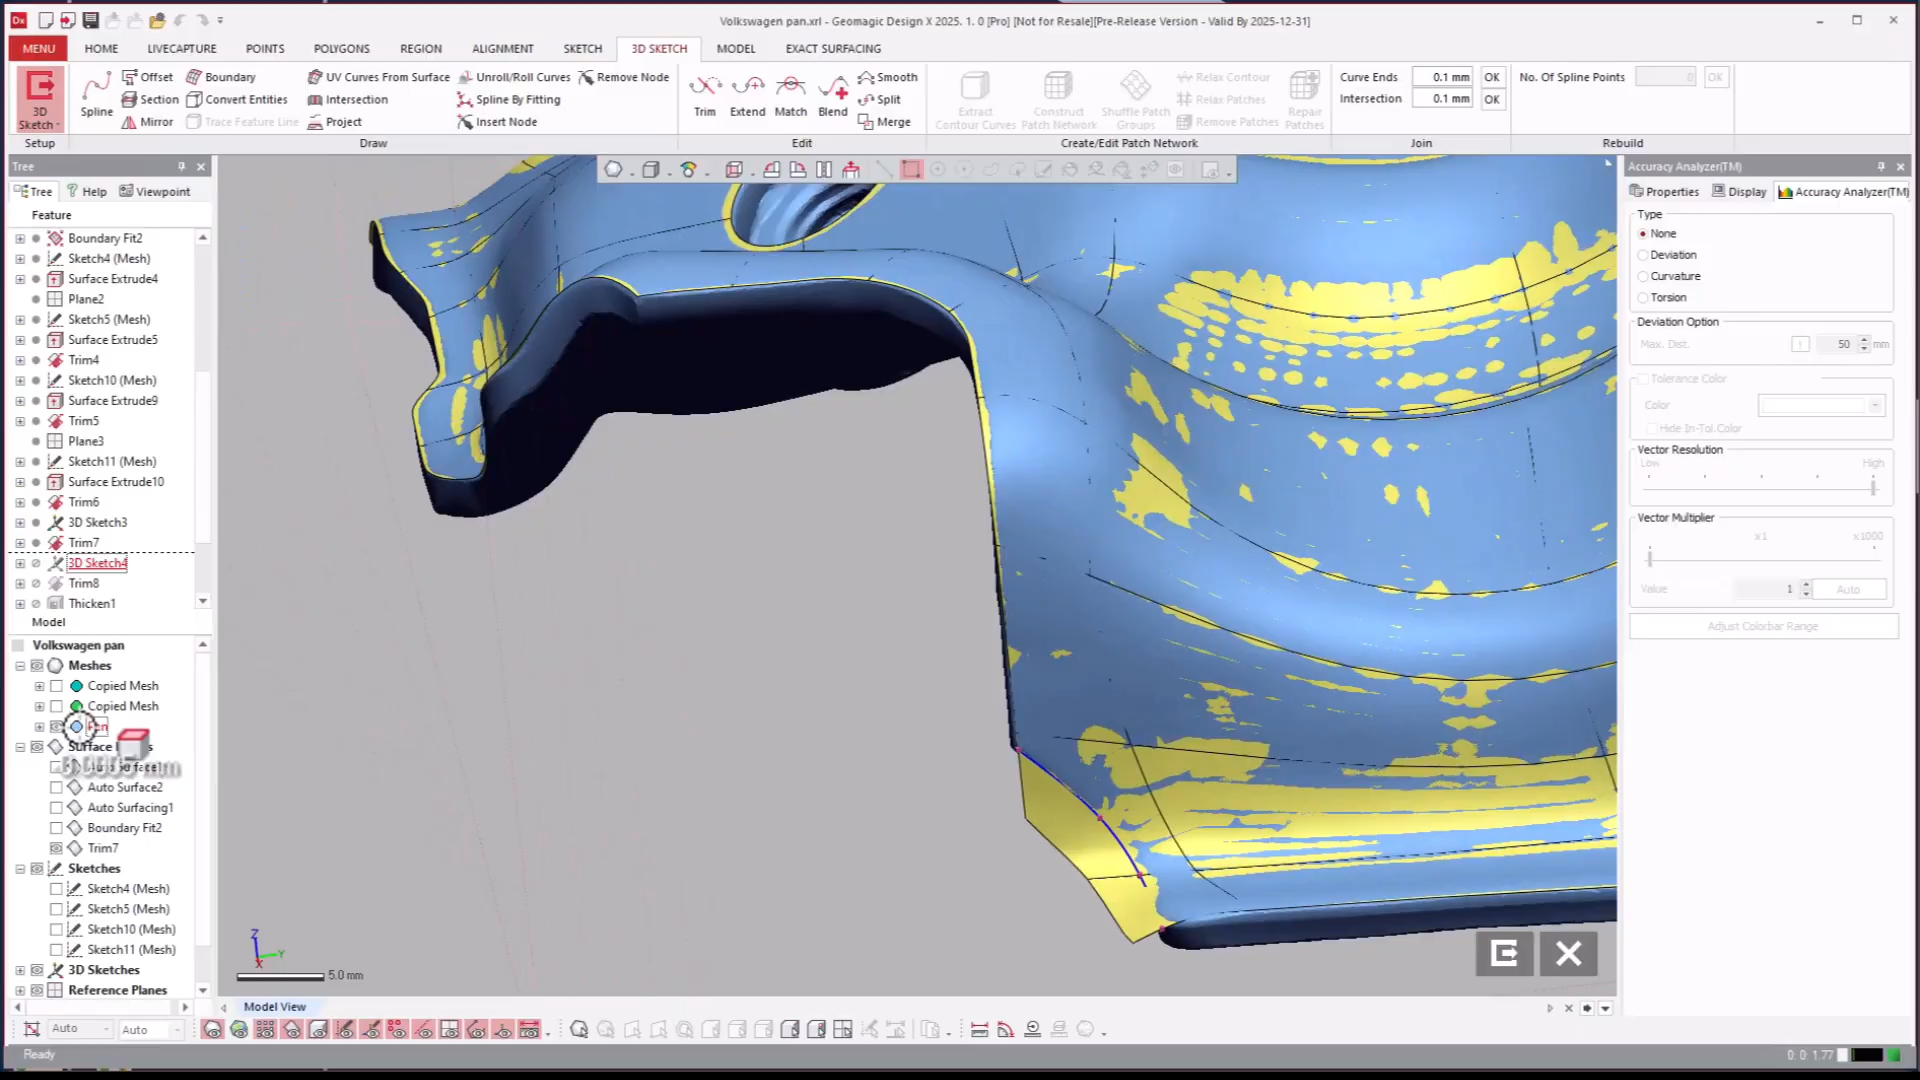 Volkswagen pan.xrl - Geomagic Design X 2025. 1. 0 [Pro] [Not for Resale][Pre-Release Version - Valid By 2025-12-31]
MENU HOME LIVECAPTURE POINTS POLYGONS REGION ALIGNMENT SKETCH 3D SKETCH MODEL EXACT SURFACING
3D Sketch
Setup
Spline Offset Section Mirror
Boundary Convert Entities Trace Feature Line
UV Curves From Surface Intersection Project
Unroll/Roll Curves Spline By Fitting Insert Node
Remove Node
Draw
Trim Extend Match Blend
Smooth Split Merge
Edit
Extract Contour Curves
Construct Patch Network
Shuffle Patch Groups
Relax Contour Relax Patches Remove Patches
Repair Patches
Create/Edit Patch Network
Curve Ends 0.1 mm OK
Intersection 0.1 mm OK
Join
No. Of Spline Points 0 OK
Rebuild
Tree
Tree Help Viewpoint
Feature
Boundary Fit2
Sketch4 (Mesh)
Surface Extrude4
Plane2
Sketch5 (Mesh)
Surface Extrude5
Trim4
Sketch10 (Mesh)
Surface Extrude9
Trim5
Plane3
Sketch11 (Mesh)
Surface Extrude10
Trim6
3D Sketch3
Trim7
3D Sketch4
Trim8
Thicken1
Model
Volkswagen pan
Meshes
Copied Mesh
Copied Mesh
Auto Surface2
Auto Surfacing1
Boundary Fit2
Trim7
Sketches
Sketch4 (Mesh)
Sketch5 (Mesh)
Sketch10 (Mesh)
Sketch11 (Mesh)
3D Sketches
Reference Planes
Z
Y
X
5.0 mm
Model View
Accuracy Analyzer(TM)
Properties Display Accuracy Analyzer(TM)
Type
None
Deviation
Curvature
Torsion
Deviation Option
Max. Dist. ! 50 mm
Tolerance Color
Color
Hide In-Tol.Color
Vector Resolution
Low High
Vector Multiplier
x1 x1000
Value 1 Auto
Adjust Colorbar Range
Auto Auto
Ready
0: 0: 1.77